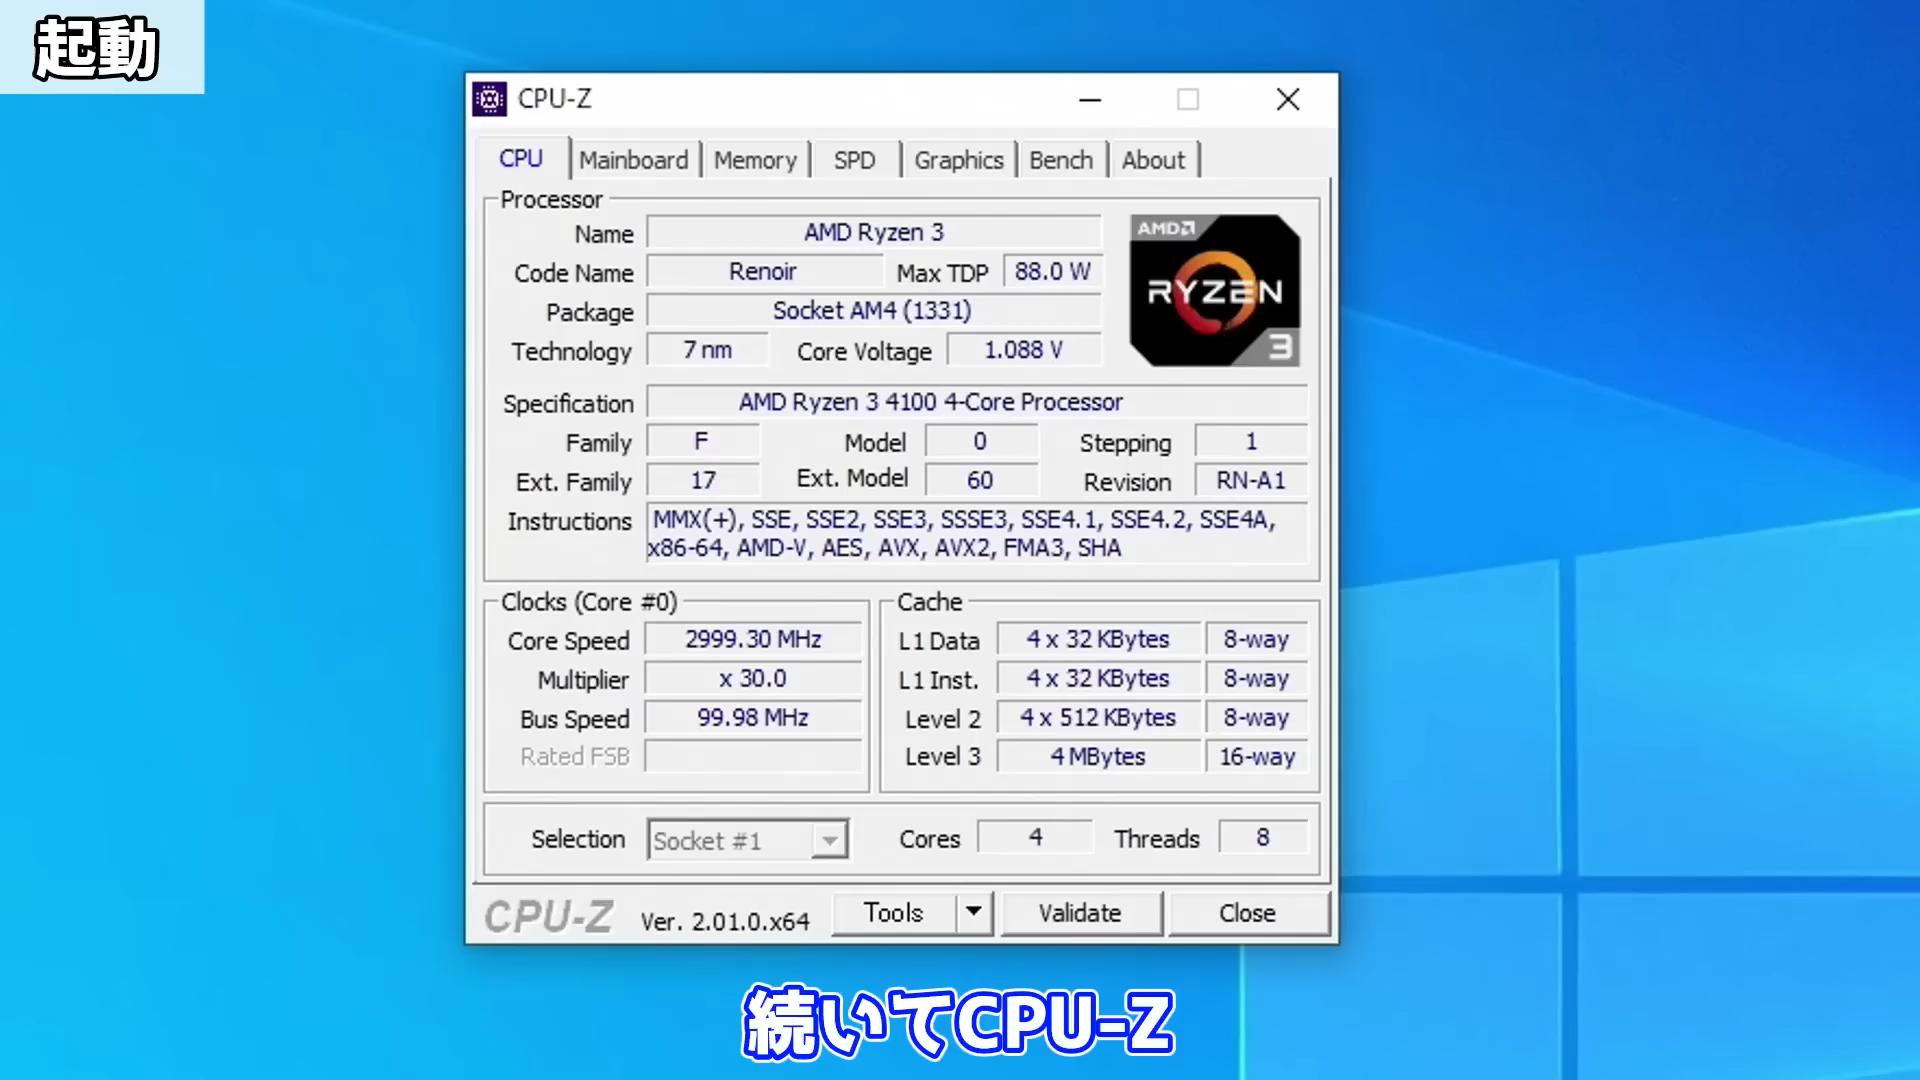 起動
CPU-Z
CPU Mainboard Memory SPD Graphics Bench About
Processor
Name AMD Ryzen 3
Code Name Renoir Max TDP 88.0 W
Package Socket AM4 (1331)
Technology 7 nm Core Voltage 1.088 V
AMD
RYZEN
3
Specification AMD Ryzen 3 4100 4-Core Processor
Family F Model 0 Stepping 1
Ext. Family 17 Ext. Model 60 Revision RN-A1
Instructions MMX(+), SSE, SSE2, SSE3, SSSE3, SSE4.1, SSE4.2, SSE4A,
x86-64, AMD-V, AES, AVX, AVX2, FMA3, SHA
Clocks (Core #0)
Core Speed 2999.30 MHz
Multiplier x 30.0
Bus Speed 99.98 MHz
Rated FSB
Cache
L1 Data 4 x 32 KBytes 8-way
L1 Inst. 4 x 32 KBytes 8-way
Level 2 4 x 512 KBytes 8-way
Level 3 4 MBytes 16-way
Selection Socket #1 Cores 4 Threads 8
CPU-Z Ver. 2.01.0.x64 Tools Validate Close
続いてCPU-Z